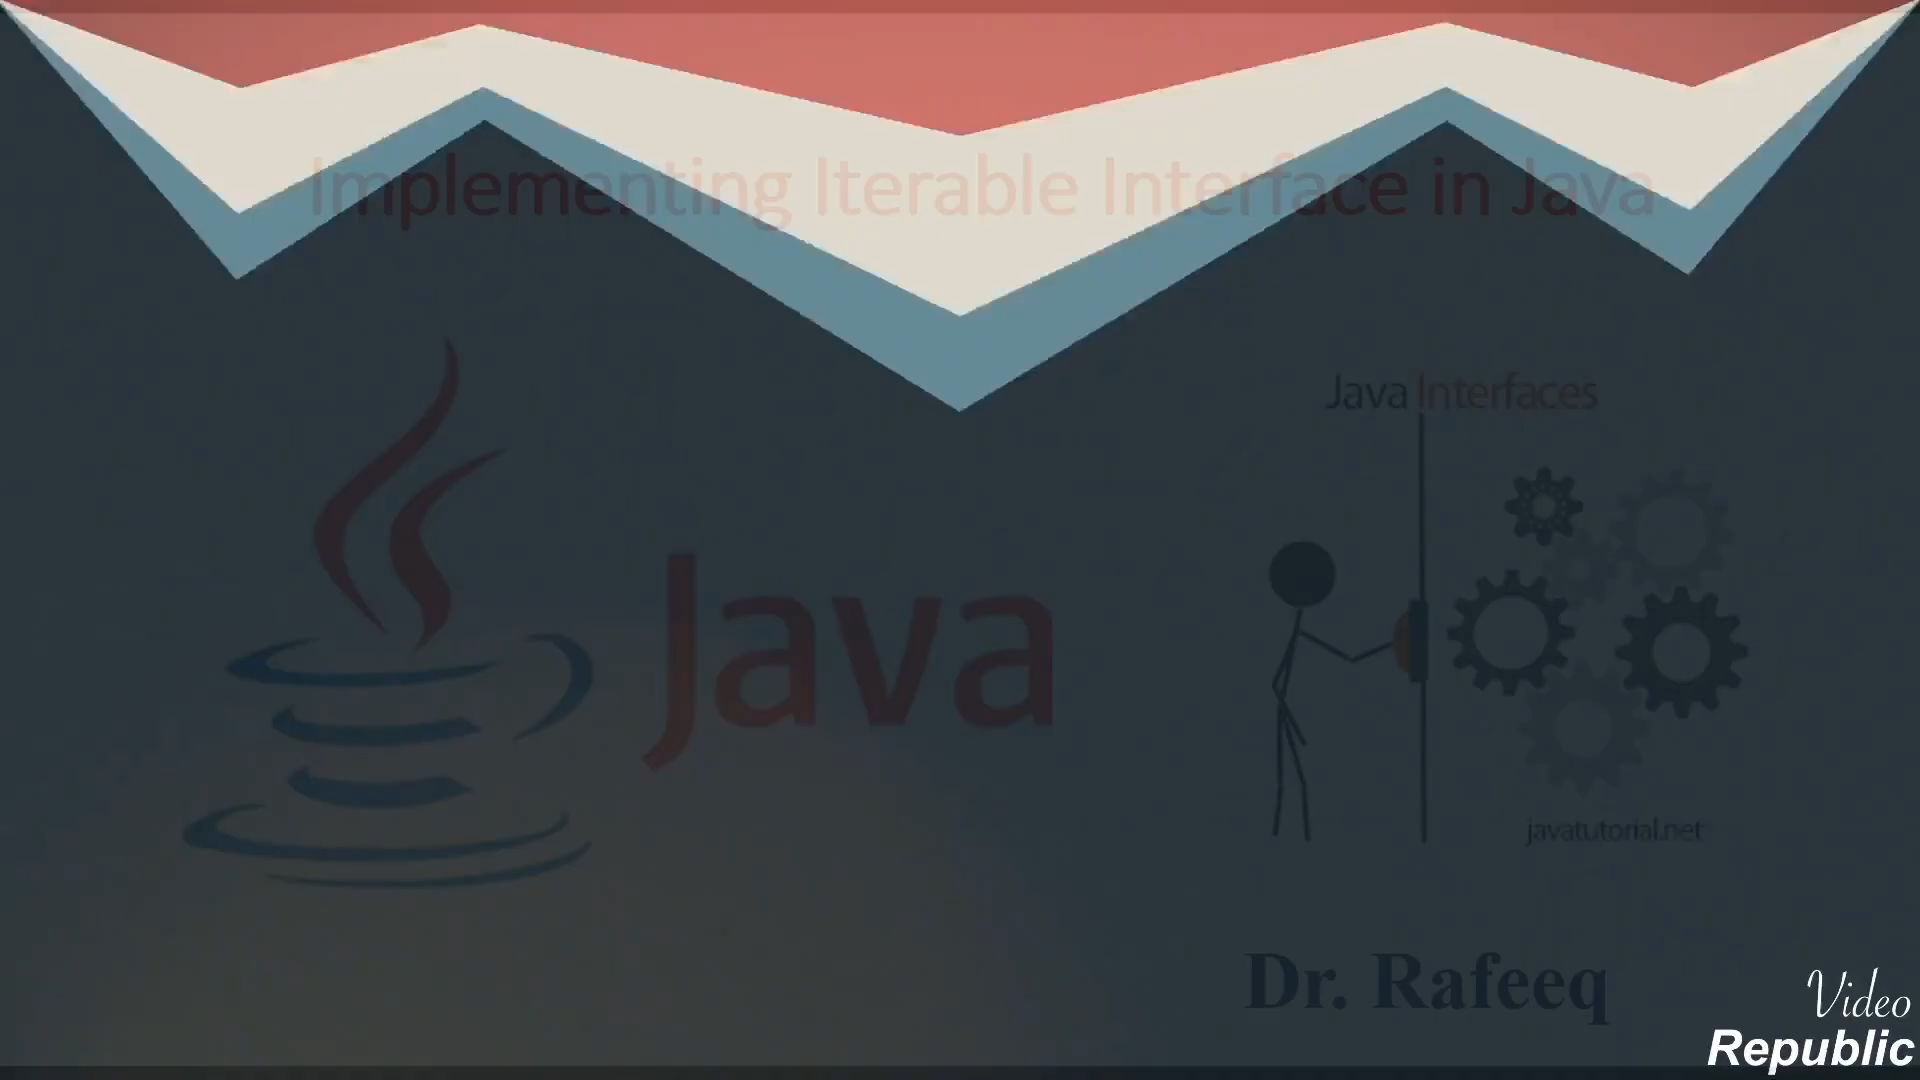 Implementing Iterable Interface in Java
Java Interfaces
Java
javatutorial.net
Dr. Rafeeq
Video
Republic